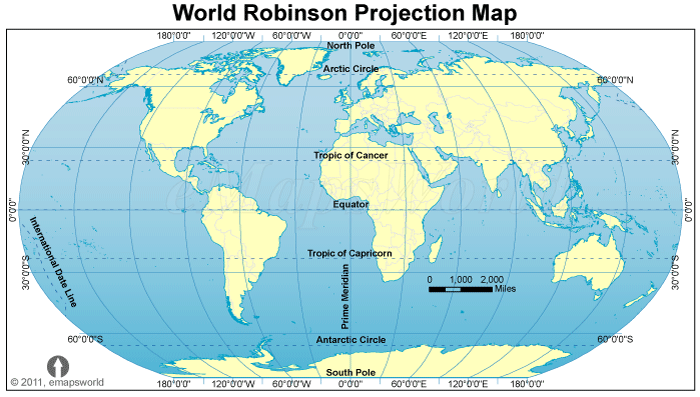 World Robinson Projection Map
180°0'0" 120°0'0"W 60°0'0"W 0°0'0" 60°0'0"E 120°0'0"E 180°0'0"
North Pole
Arctic Circle
60°0'0"N 60°0'0"N
30°0'0"N 30°0'0"N
Tropic of Cancer
Equator
0°0'0" 0°0'0"
International Date Line
Tropic of Capricorn
30°0'0"S 30°0'0"S
Prime Meridian
0 1,000 2,000
Miles
60°0'0"S 60°0'0"S
Antarctic Circle
South Pole
© 2011, emapsworld
180°0'0" 120°0'0"W 60°0'0"W 0°0'0" 60°0'0"E 120°0'0"E 180°0'0"